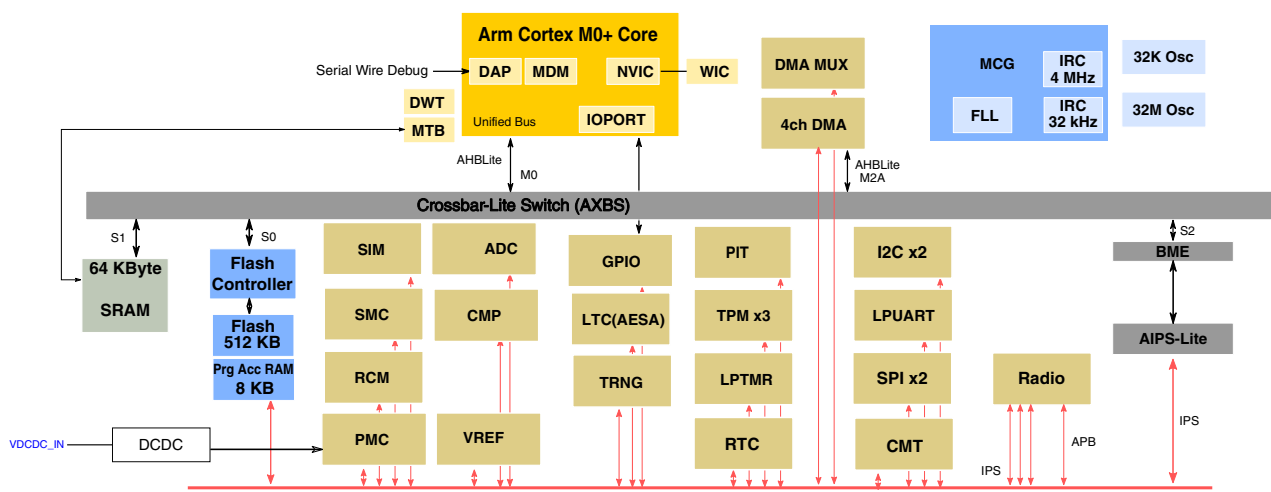 Arm Cortex M0+ Core
Serial Wire Debug
DAP
MDM
NVIC
WIC
DWT
MTB
Unified Bus
IOPORT
AHBLite
M0
DMA MUX
4ch DMA
AHBLite
M2A
MCG
IRC
4 MHz
FLL
IRC
32 kHz
32K Osc
32M Osc
Crossbar-Lite Switch (AXBS)
S1
S0
S2
64 KByte
SRAM
Flash
Controller
Flash
512 KB
Prg Acc RAM
8 KB
SIM
SMC
RCM
PMC
ADC
CMP
VREF
GPIO
LTC(AESA)
TRNG
PIT
TPM x3
LPTMR
RTC
I2C x2
LPUART
SPI x2
CMT
Radio
IPS
APB
BME
AIPS-Lite
IPS
VDCDC_IN
DCDC